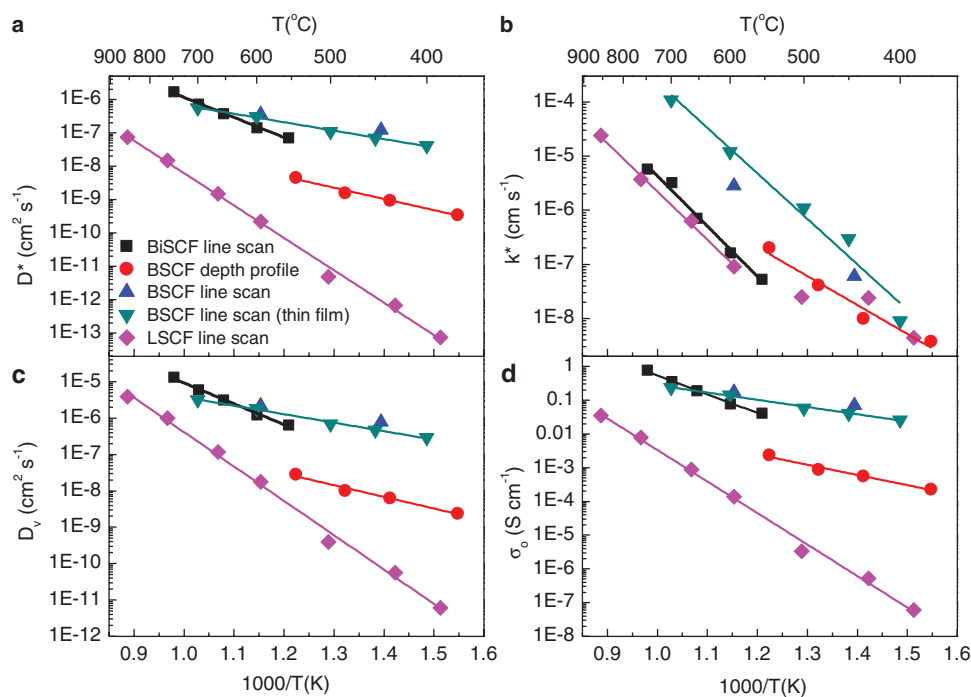 a
T(°C)
900 800 700 600 500 400
1E-6
1E-7
1E-8
1E-9
1E-10
1E-11
1E-12
1E-13
D* (cm² s⁻¹)
BiSCF line scan
BSCF depth profile
BSCF line scan
BSCF line scan (thin film)
LSCF line scan
b
T(°C)
900 800 700 600 500 400
1E-4
1E-5
1E-6
1E-7
1E-8
k* (cm s⁻¹)
c
1E-5
1E-6
1E-7
1E-8
1E-9
1E-10
1E-11
1E-12
Dᵥ (cm² s⁻¹)
0.9 1.0 1.1 1.2 1.3 1.4 1.5 1.6
1000/T(K)
d
1
0.1
0.01
1E-3
1E-4
1E-5
1E-6
1E-7
1E-8
σₒ (S cm⁻¹)
0.9 1.0 1.1 1.2 1.3 1.4 1.5 1.6
1000/T(K)